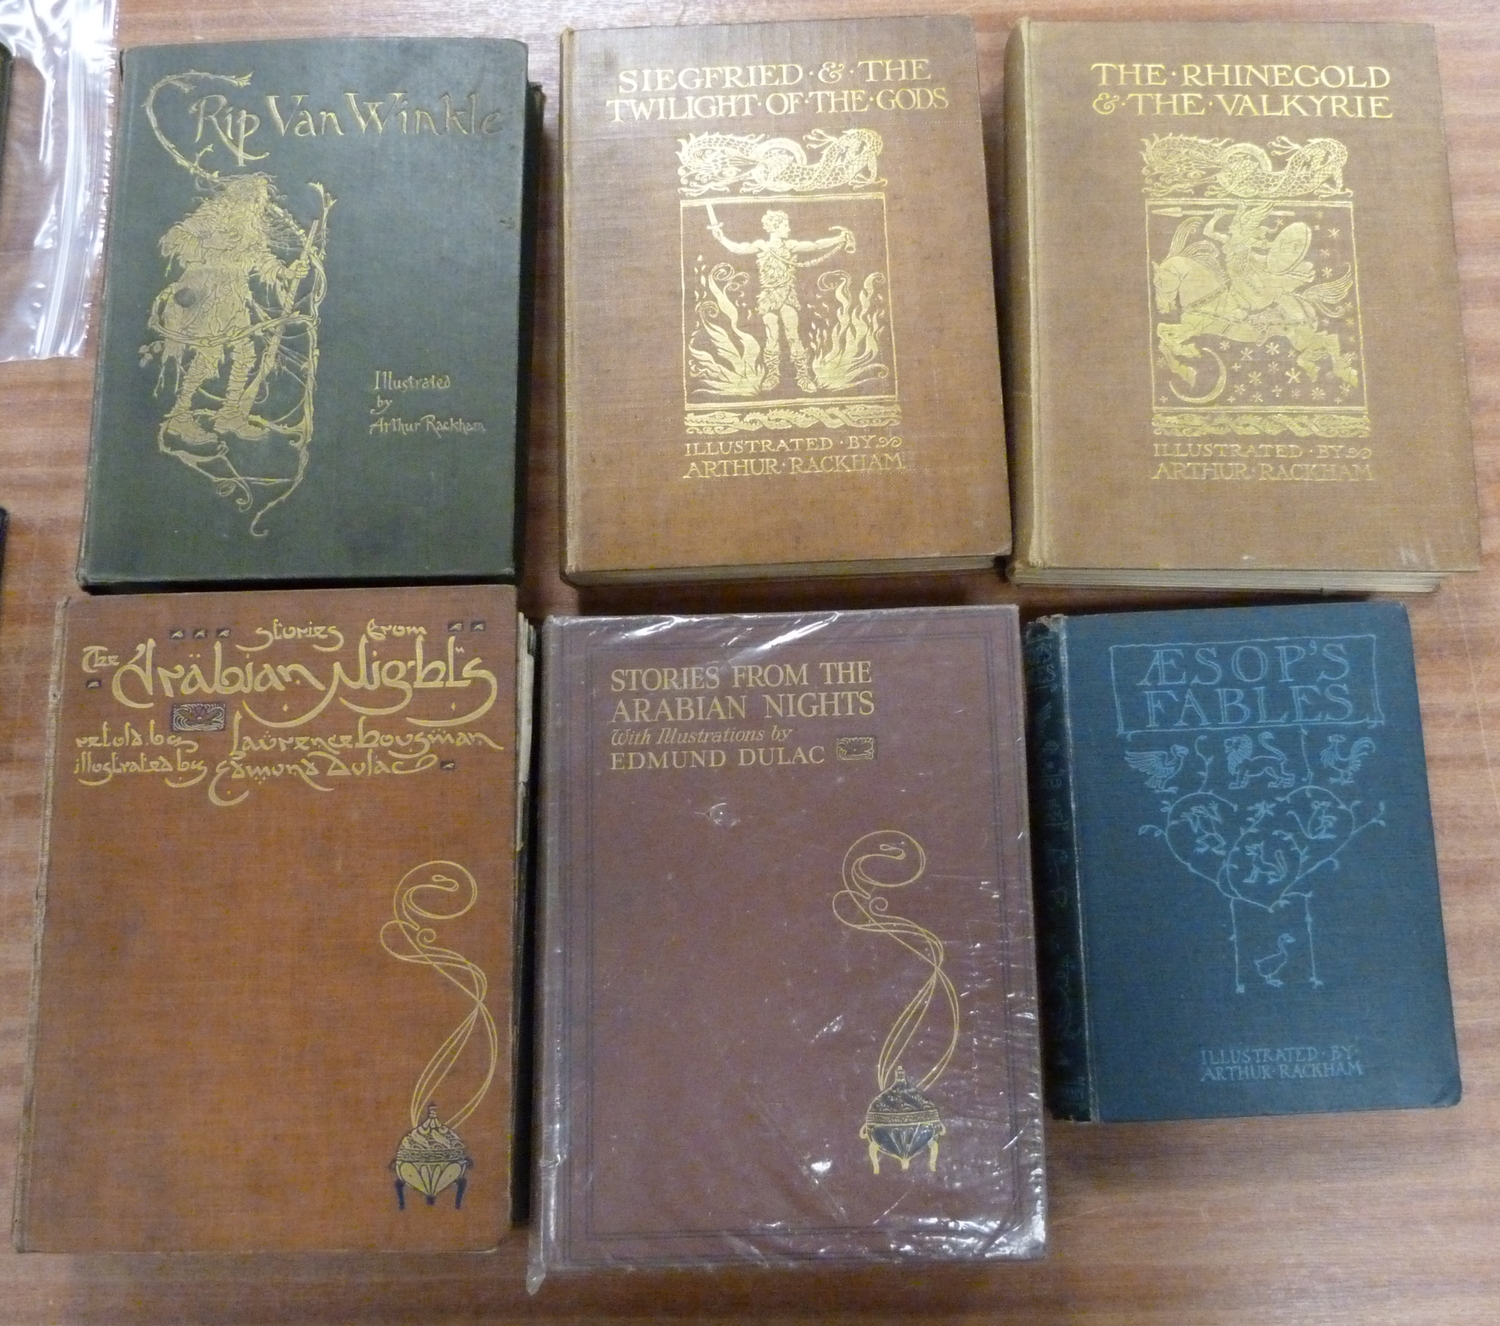 Rip Van Winkle
Illustrated
by
Arthur Rackham
SIEGFRIED·&·THE
TWILIGHT·OF·THE·GODS
ILLUSTRATED·BY
ARTHUR·RACKHAM
THE·RHINEGOLD
&·THE·VALKYRIE
ILLUSTRATED·BY
ARTHUR·RACKHAM
stories from
The Arabian Nights
retold by Laurence Housman
illustrated by Edmund Dulac
STORIES FROM THE
ARABIAN NIGHTS
With Illustrations by
EDMUND DULAC
ÆSOP'S
FABLES
ILLUSTRATED·BY
ARTHUR·RACKHAM